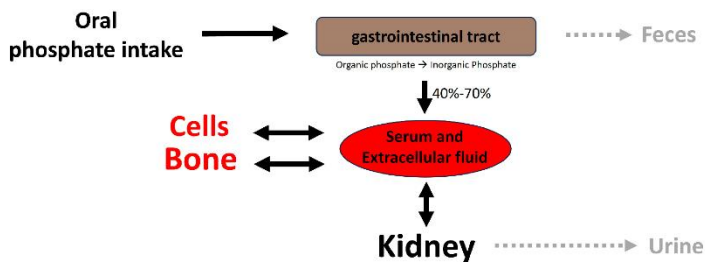 Oral
phosphate intake
gastrointestinal tract
Feces
Organic phosphate → Inorganic Phosphate
40%-70%
Cells
Bone
Serum and
Extracellular fluid
Kidney
Urine